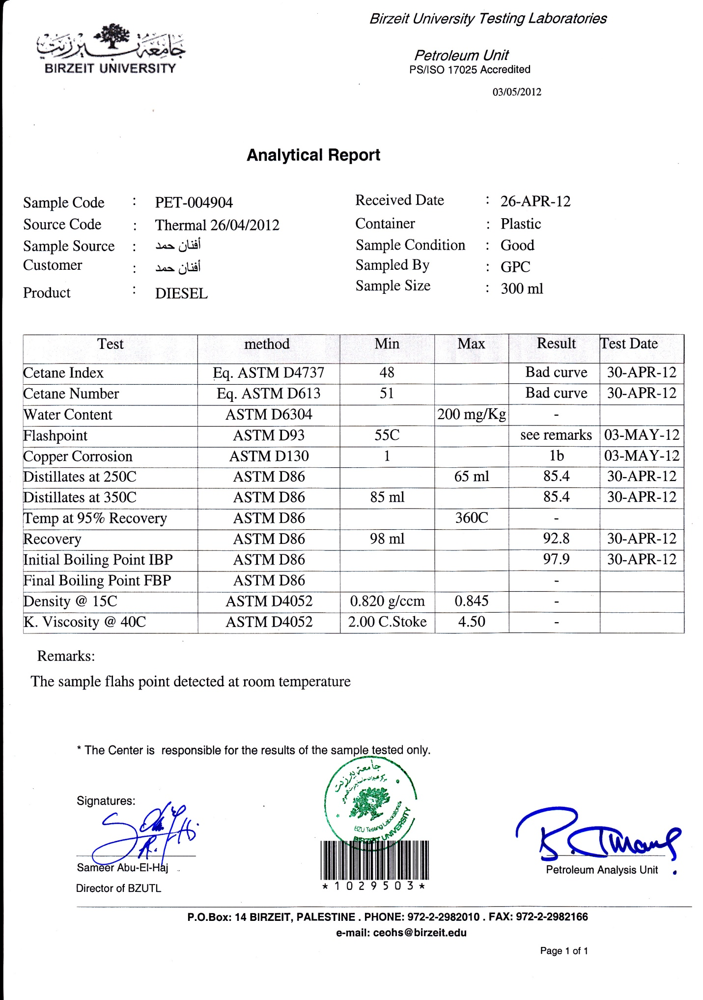 جامعة بيرزيت
BIRZEIT UNIVERSITY
Birzeit University Testing Laboratories
Petroleum Unit
PS/ISO 17025 Accredited
03/05/2012
Analytical Report
Sample Code : PET-004904 Received Date : 26-APR-12
Source Code : Thermal 26/04/2012 Container : Plastic
Sample Source : أفنان حمد Sample Condition : Good
Customer : أفنان حمد Sampled By : GPC
Product : DIESEL Sample Size : 300 ml
Test method Min Max Result Test Date
Cetane Index Eq. ASTM D4737 48 Bad curve 30-APR-12
Cetane Number Eq. ASTM D613 51 Bad curve 30-APR-12
Water Content ASTM D6304 200 mg/Kg -
Flashpoint ASTM D93 55C see remarks 03-MAY-12
Copper Corrosion ASTM D130 1 1b 03-MAY-12
Distillates at 250C ASTM D86 65 ml 85.4 30-APR-12
Distillates at 350C ASTM D86 85 ml 85.4 30-APR-12
Temp at 95% Recovery ASTM D86 360C -
Recovery ASTM D86 98 ml 92.8 30-APR-12
Initial Boiling Point IBP ASTM D86 97.9 30-APR-12
Final Boiling Point FBP ASTM D86 -
Density @ 15C ASTM D4052 0.820 g/ccm 0.845 -
K. Viscosity @ 40C ASTM D4052 2.00 C.Stoke 4.50 -
Remarks:
The sample flahs point detected at room temperature
* The Center is responsible for the results of the sample tested only.
جامعة بيرزيت
BZU Testing Laboratories
BIRZEIT UNIVERSITY
Signatures:
Sameer Abu-El-Haj
Director of BZUTL
*1029503*
Petroleum Analysis Unit
P.O.Box: 14 BIRZEIT, PALESTINE . PHONE: 972-2-2982010 . FAX: 972-2-2982166
e-mail: ceohs@birzeit.edu
Page 1 of 1